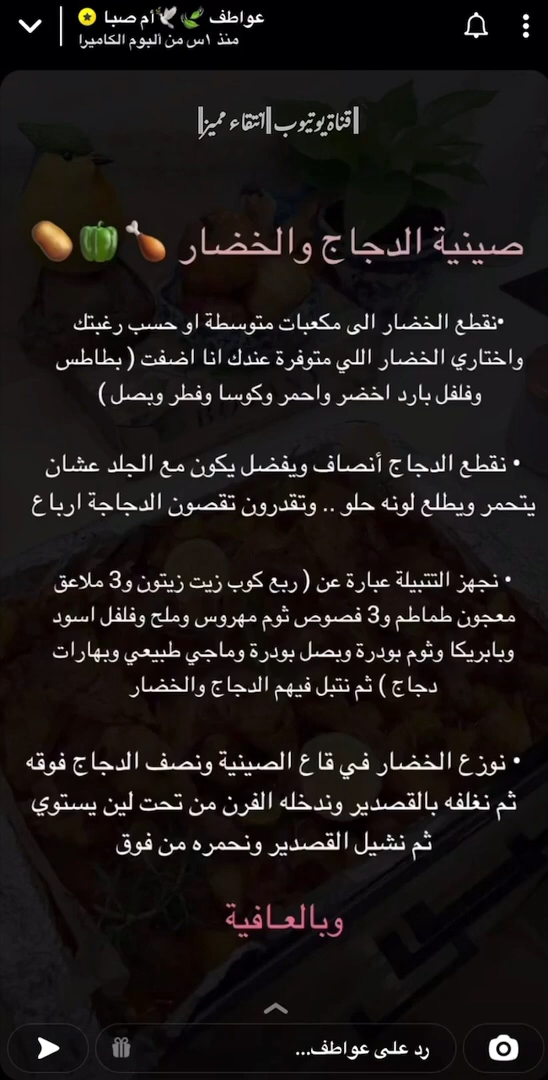 عواطف 🌿🕊️أم صبا
منذ ١س من ألبوم الكاميرا
|قناة يوتيوب |انتقاء مميز|
صينية الدجاج والخضار 🍗🫑🥔
•نقطع الخضار الى مكعبات متوسطة او حسب رغبتك
واختاري الخضار اللي متوفرة عندك انا اضفت ( بطاطس
وفلفل بارد اخضر واحمر وكوسا وفطر وبصل )
• نقطع الدجاج أنصاف ويفضل يكون مع الجلد عشان
يتحمر ويطلع لونه حلو .. وتقدرون تقصون الدجاجة ارباع
• نجهز التتبيلة عبارة عن ( ربع كوب زيت زيتون و3 ملاعق
معجون طماطم و3 فصوص ثوم مهروس وملح وفلفل اسود
وبابريكا وثوم بودرة وبصل بودرة وماجي طبيعي وبهارات
دجاج ) ثم نتبل فيهم الدجاج والخضار
• نوزع الخضار في قاع الصينية ونصف الدجاج فوقه
ثم نغلفه بالقصدير وندخله الفرن من تحت لين يستوي
ثم نشيل القصدير ونحمره من فوق
وبالعافية
رد على عواطف...